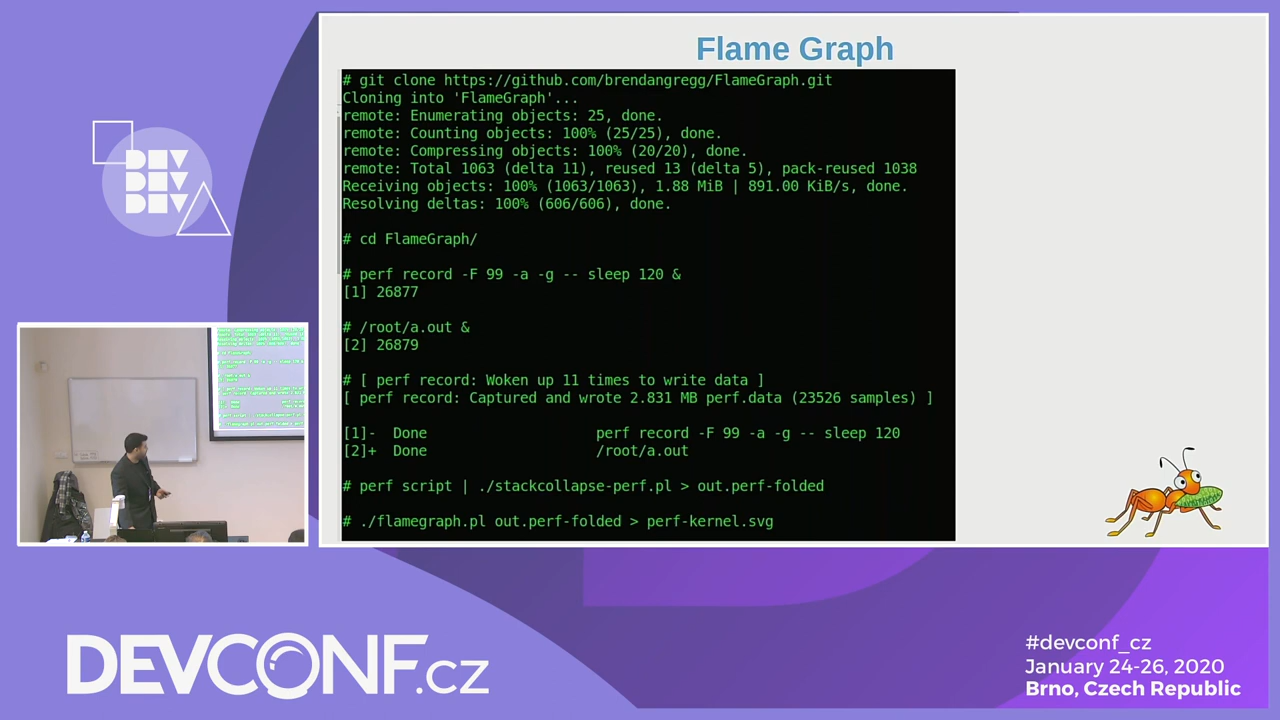 Flame Graph
# git clone https://github.com/brendangregg/FlameGraph.git
Cloning into 'FlameGraph'...
remote: Enumerating objects: 25, done.
remote: Counting objects: 100% (25/25), done.
remote: Compressing objects: 100% (20/20), done.
remote: Total 1063 (delta 11), reused 13 (delta 5), pack-reused 1038
Receiving objects: 100% (1063/1063), 1.88 MiB | 891.00 KiB/s, done.
Resolving deltas: 100% (606/606), done.
# cd FlameGraph/
# perf record -F 99 -a -g -- sleep 120 &
[1] 26877
# /root/a.out &
[2] 26879
# [ perf record: Woken up 11 times to write data ]
[ perf record: Captured and wrote 2.831 MB perf.data (23526 samples) ]
[1]-  Done                    perf record -F 99 -a -g -- sleep 120
[2]+  Done                    /root/a.out
# perf script | ./stackcollapse-perf.pl > out.perf-folded
# ./flamegraph.pl out.perf-folded > perf-kernel.svg
DEV
DEV
DEV
DEVCONF.CZ
#devconf_cz
January 24-26, 2020
Brno, Czech Republic